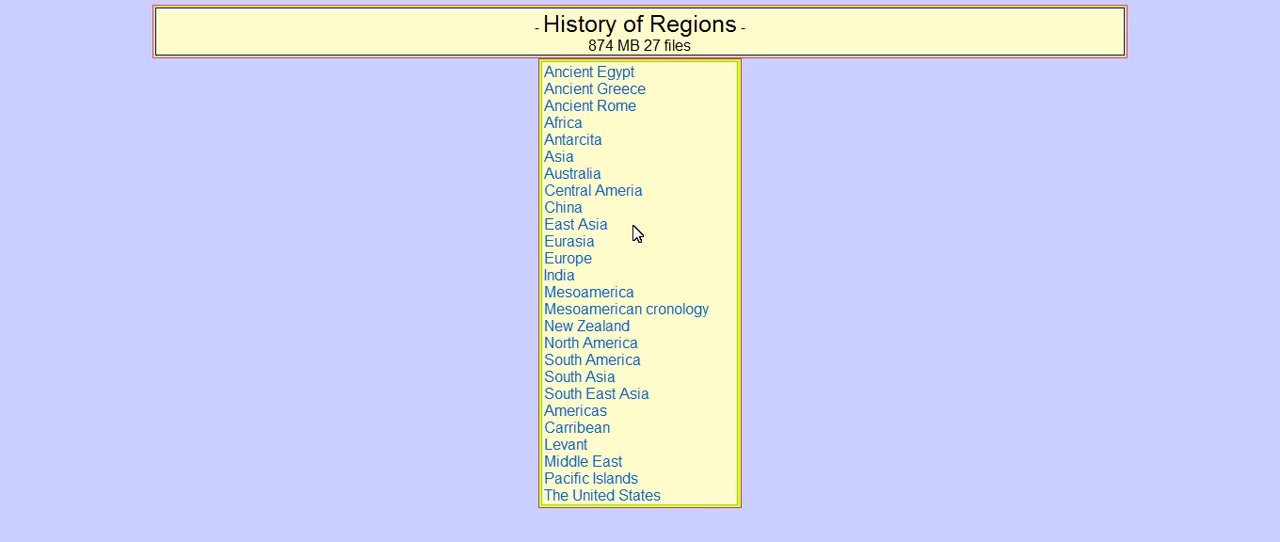 - History of Regions -
874 MB 27 files
Ancient Egypt
Ancient Greece
Ancient Rome
Africa
Antarcita
Asia
Australia
Central Ameria
China
East Asia
Eurasia
Europe
India
Mesoamerica
Mesoamerican cronology
New Zealand
North America
South America
South Asia
South East Asia
Americas
Carribean
Levant
Middle East
Pacific Islands
The United States